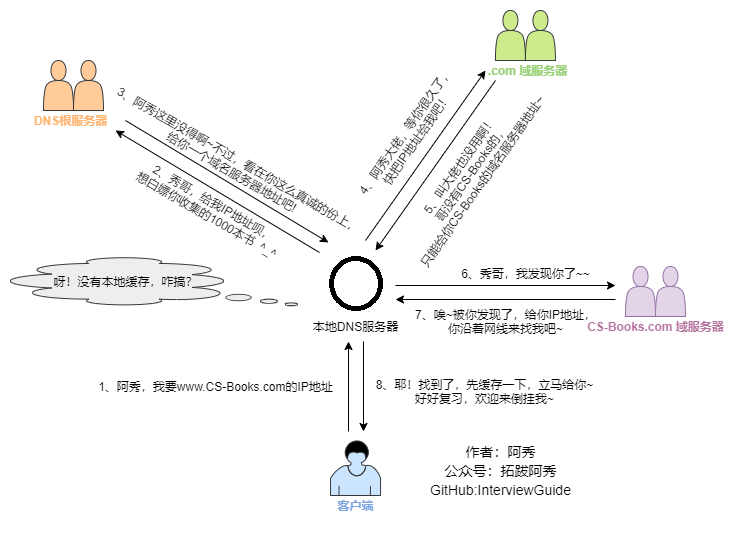 .com 域服务器
DNS根服务器
3、阿秀这里没得啊~不过，看在你这么真诚的份上，
给你一个域名服务器地址吧!
2、秀哥，给我IP地址呗，
想白嫖你收集的1000本书 ^_^
4、阿秀大佬，等你很久了，
快把IP地址给我吧！
5、叫大佬也没用啊！
哥没有CS-Books的，
只能给你CS-Books的域名服务器地址~
呀！没有本地缓存，咋搞？
本地DNS服务器
6、秀哥，我发现你了~~
7、唉~被你发现了，给你IP地址，
你沿着网线来找我吧~
CS-Books.com 域服务器
1、阿秀，我要www.CS-Books.com的IP地址
8、耶！找到了，先缓存一下，立马给你~
好好复习，欢迎来倒挂我~
客户端
作者：阿秀
公众号：拓跋阿秀
GitHub:InterviewGuide